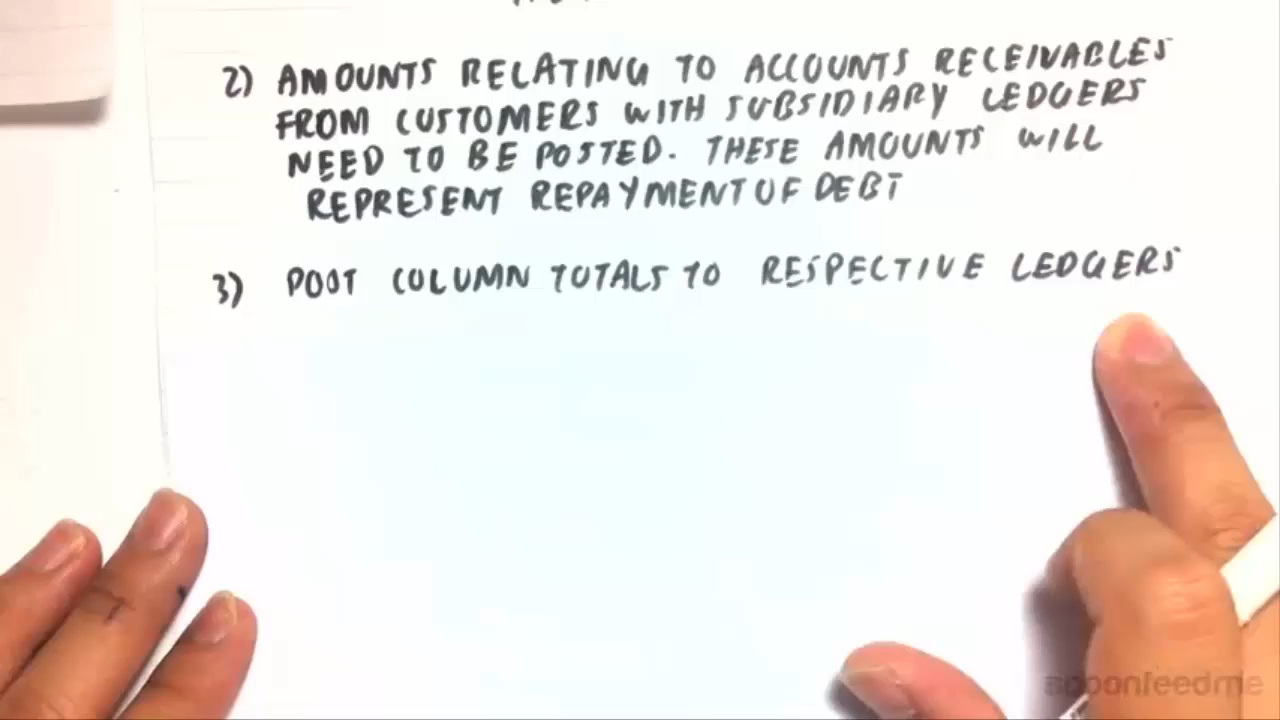 2) AMOUNTS RELATING TO ACCOUNTS RECEIVABLES
FROM CUSTOMERS WITH SUBSIDIARY LEDGERS
NEED TO BE POSTED. THESE AMOUNTS WILL
REPRESENT REPAYMENT OF DEBT
3) POST COLUMN TOTALS TO RESPECTIVE LEDGERS
spoonfeedme